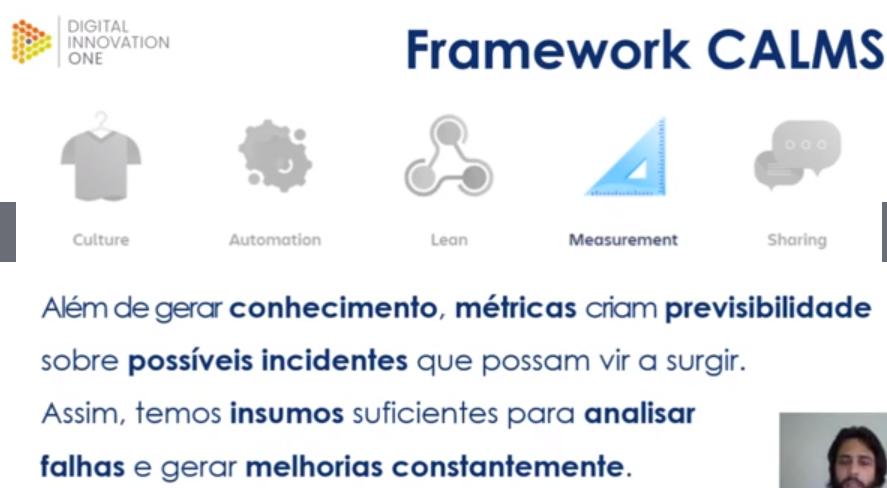 DIGITAL
INNOVATION
ONE
Framework CALMS
Culture Automation Lean Measurement Sharing
Além de gerar conhecimento, métricas criam previsibilidade
sobre possíveis incidentes que possam vir a surgir.
Assim, temos insumos suficientes para analisar
falhas e gerar melhorias constantemente.